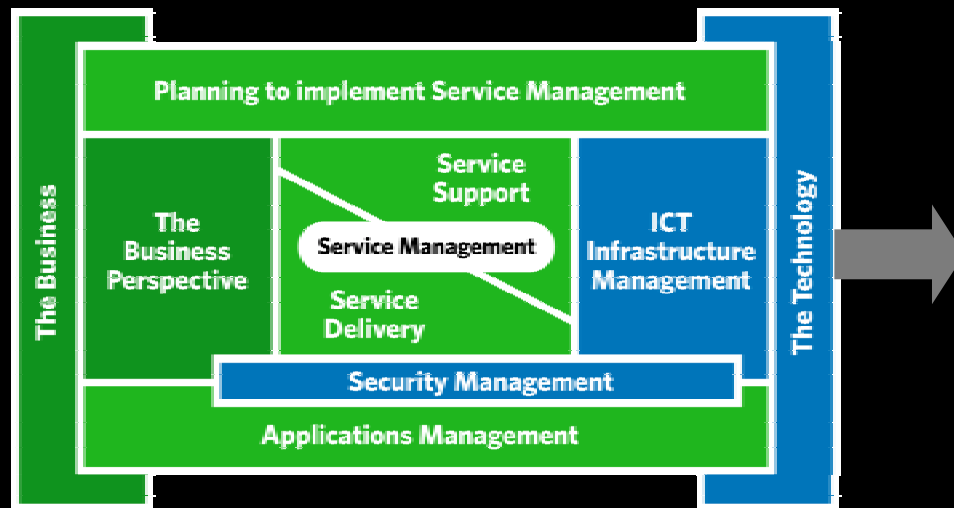 Planning to implement Service Management
The Business
The
Business
Perspective
Service
Support
Service Management
Service
Delivery
ICT
Infrastructure
Management
The Technology
Security Management
Applications Management